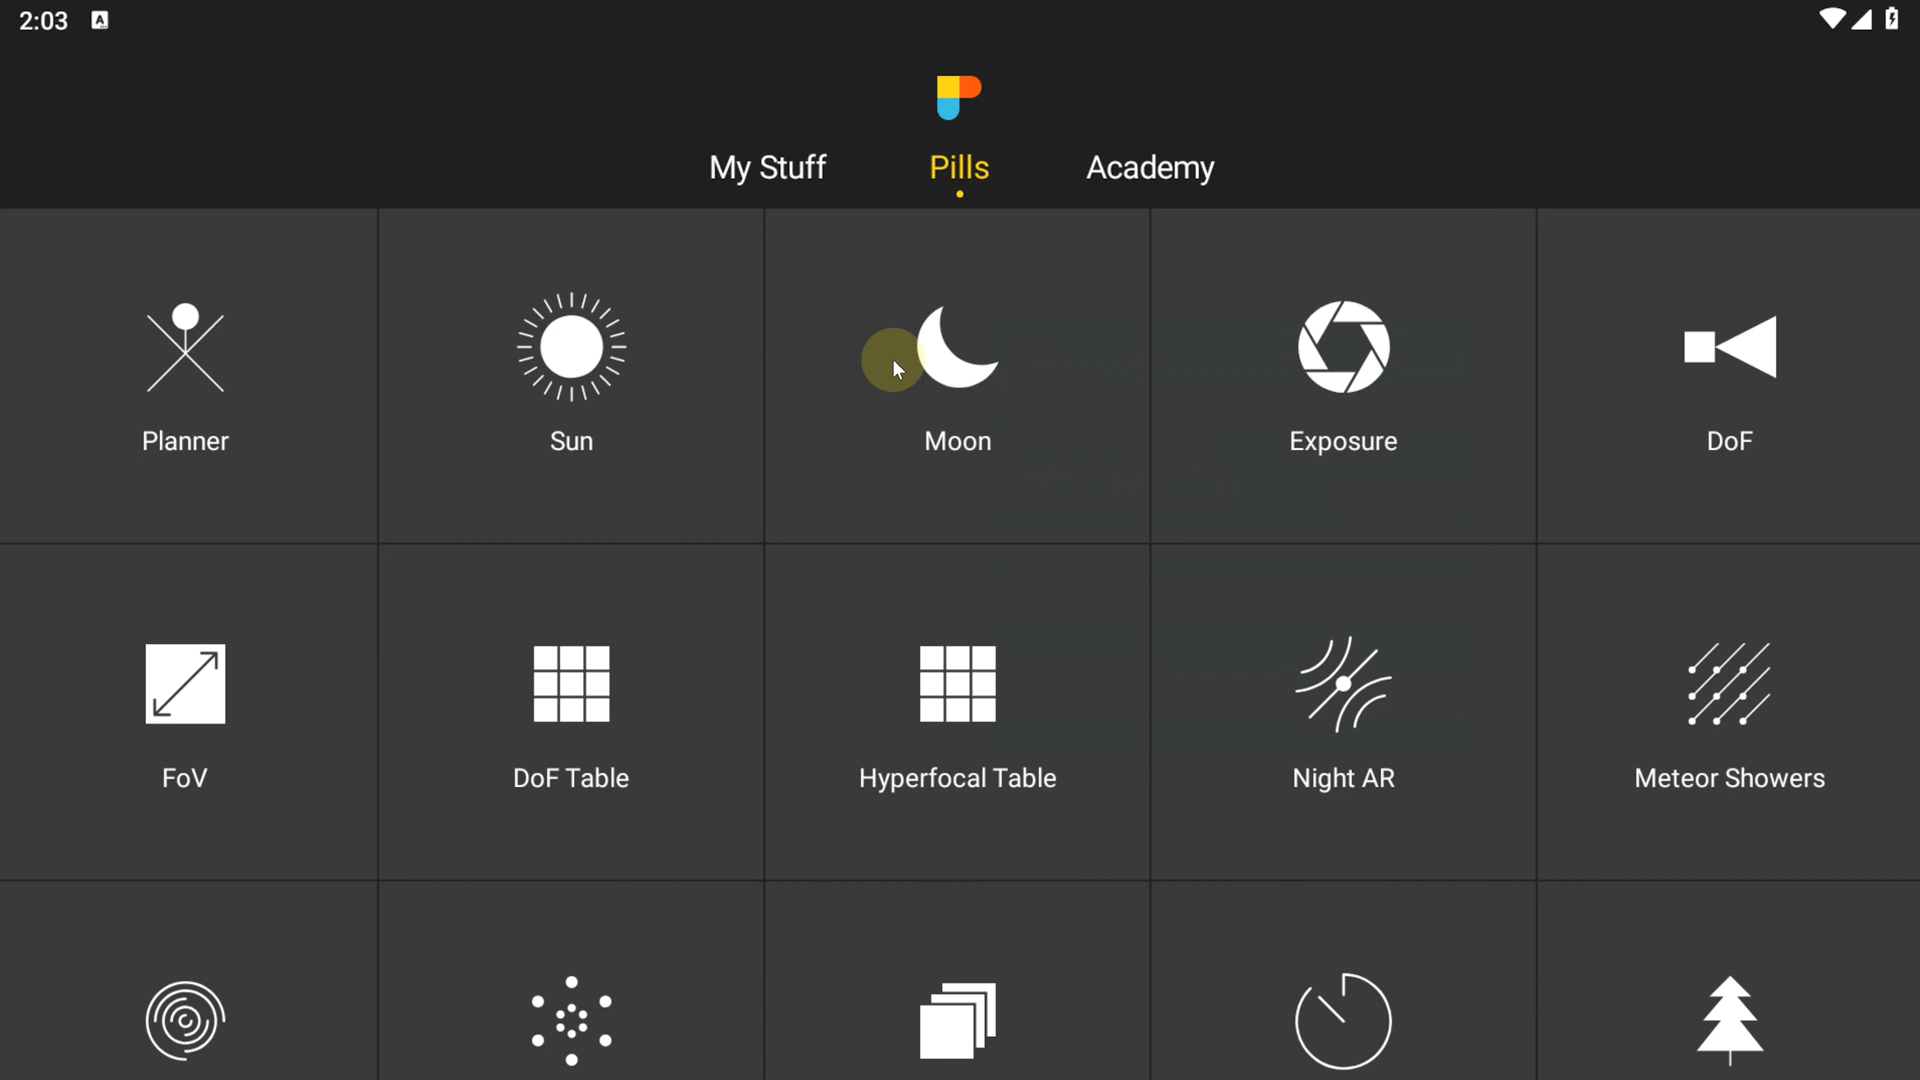 2:03
A
My Stuff
Pills
Academy
Planner
Sun
Moon
Exposure
DoF
FoV
DoF Table
Hyperfocal Table
Night AR
Meteor Showers